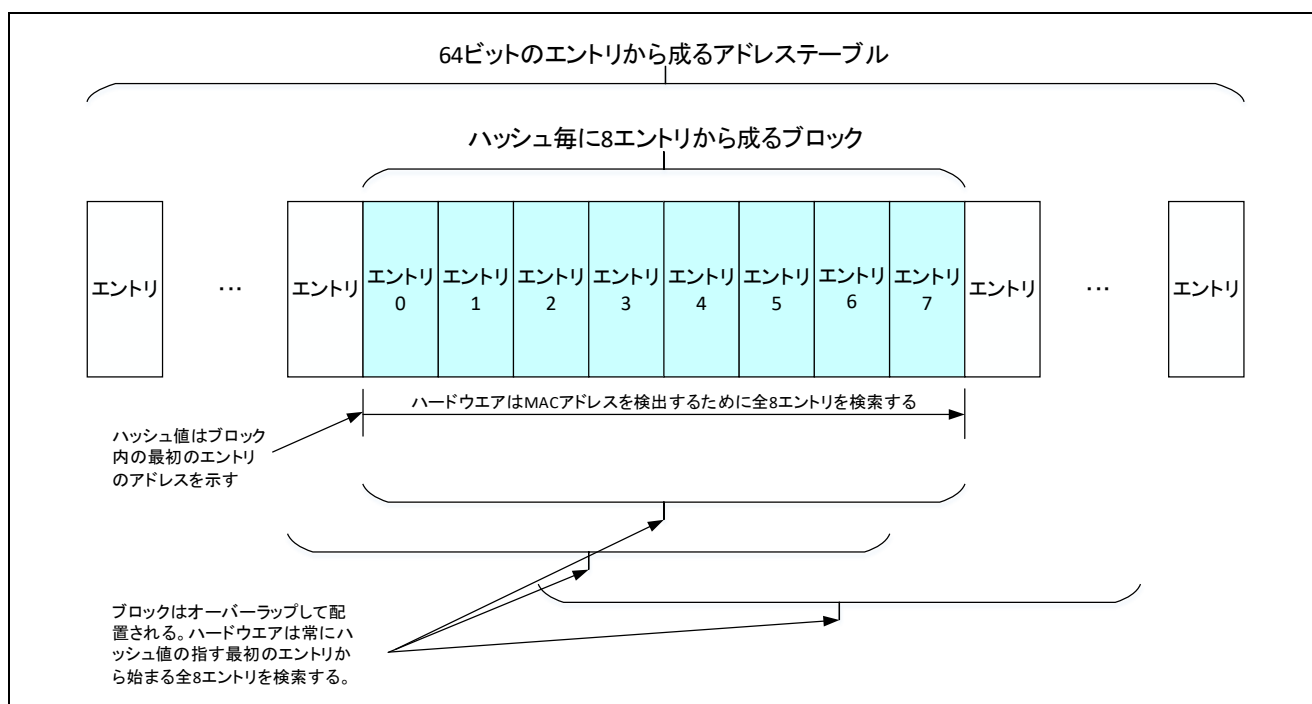 64ビットのエントリから成るアドレステーブル
ハッシュ毎に8エントリから成るブロック
エントリ … エントリ エントリ エントリ エントリ エントリ エントリ エントリ エントリ エントリ エントリ … エントリ
0 1 2 3 4 5 6 7
ハードウエアはMACアドレスを検出するために全8エントリを検索する
ハッシュ値はブロック
内の最初のエントリ
のアドレスを示す
ブロックはオーバーラップして配
置される。ハードウエアは常にハ
ッシュ値の指す最初のエントリか
ら始まる全8エントリを検索する。